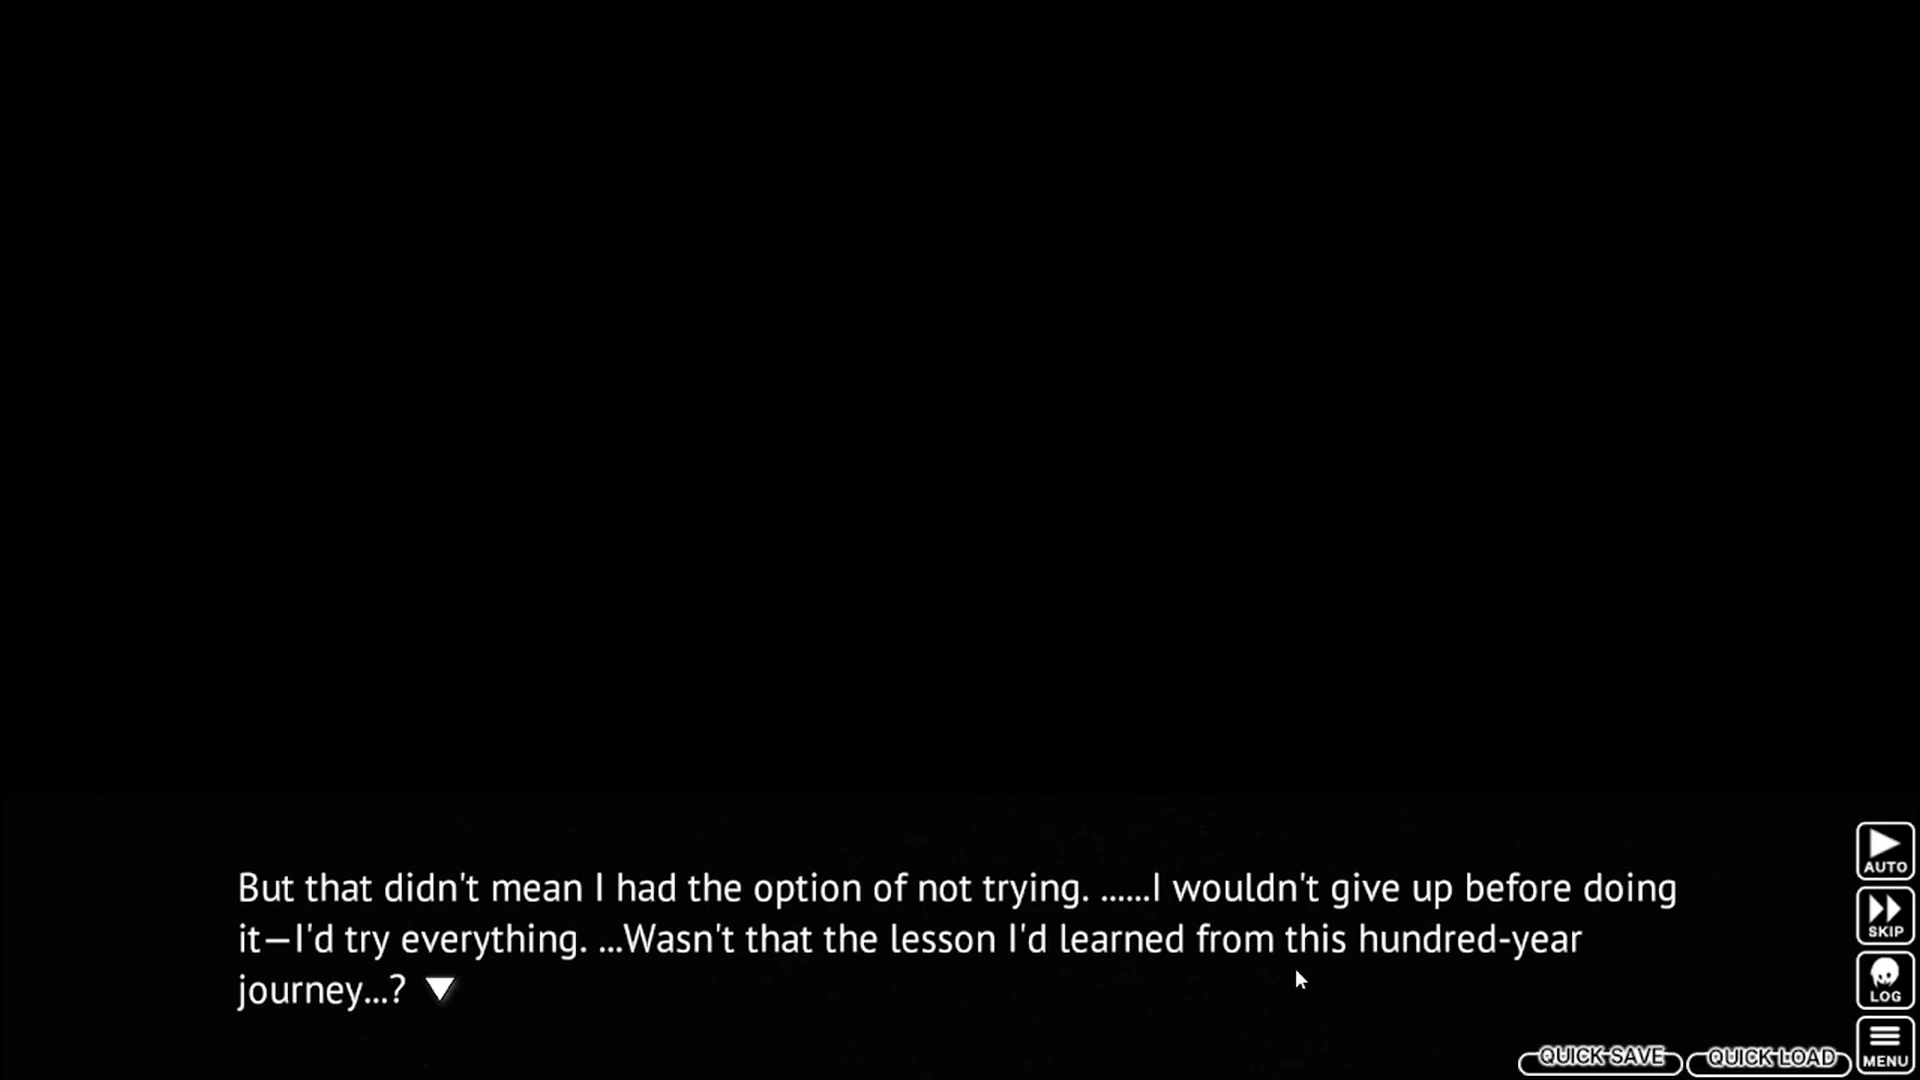 But that didn't mean I had the option of not trying. ......I wouldn't give up before doing
it—I'd try everything. ...Wasn't that the lesson I'd learned from this hundred-year
journey...?
AUTO
SKIP
LOG
MENU
QUICK SAVE
QUICK LOAD